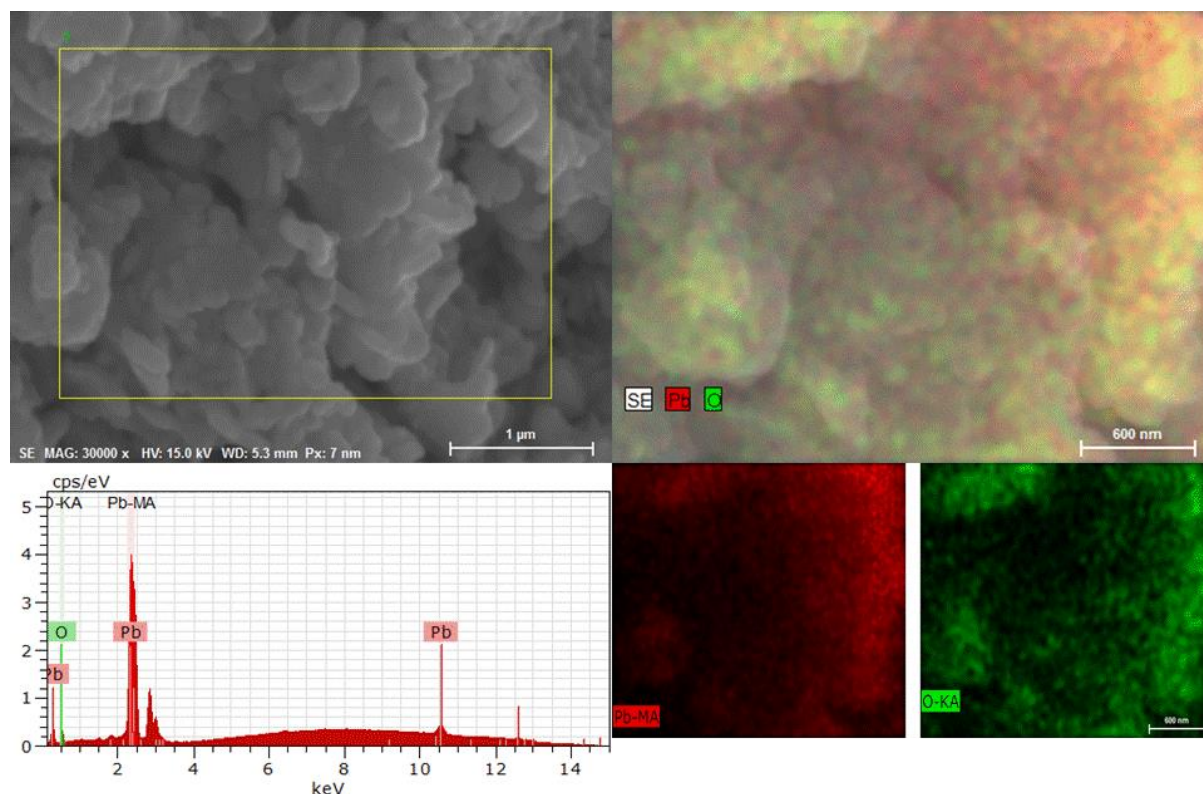 1 µm
SE MAG: 30000 x HV: 15.0 kV WD: 5.3 mm Px: 7 nm
SE Pb O
600 nm
cps/eV
O-KA Pb-MA
5
4
3
2
1
0
O
Pb
Pb
Pb
2 4 6 8 10 12 14
keV
Pb-MA
O-KA
600 nm